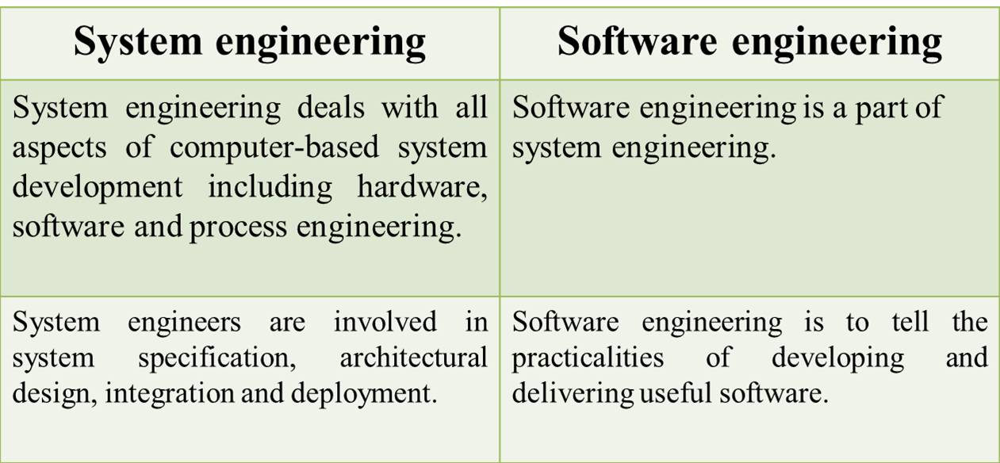 System engineering
Software engineering
System engineering deals with all
aspects of computer-based system
development including hardware,
software and process engineering.
Software engineering is a part of
system engineering.
System engineers are involved in
system specification, architectural
design, integration and deployment.
Software engineering is to tell the
practicalities of developing and
delivering useful software.